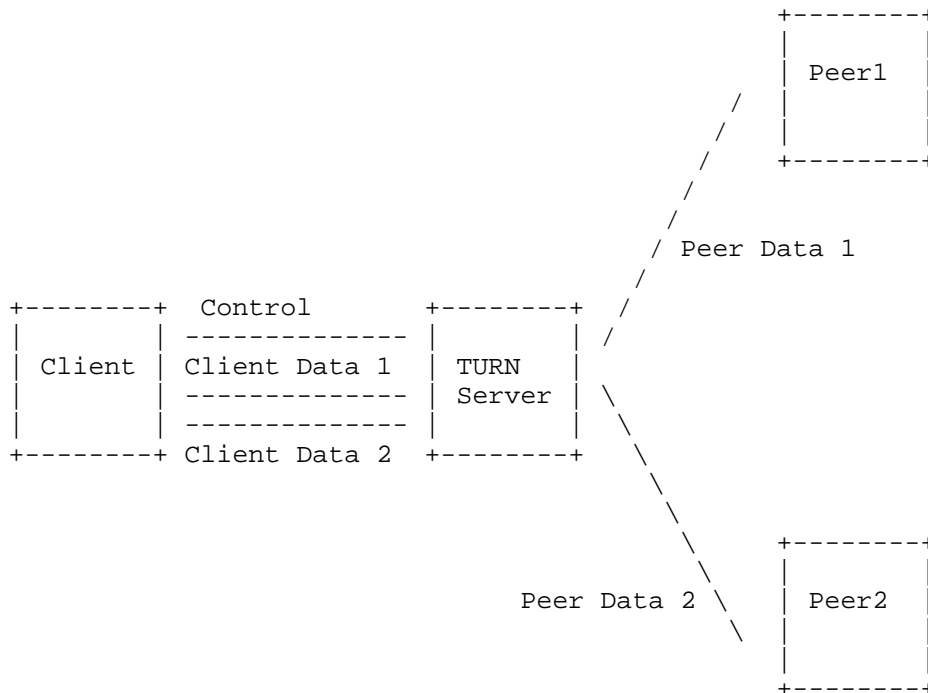 Peer1
Peer Data 1
Control
Client
Client Data 1
TURN
Server
Client Data 2
Peer Data 2
Peer2